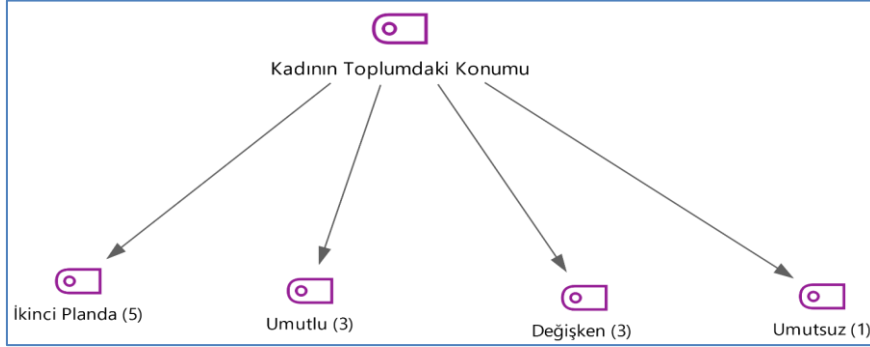 Kadının Toplumdaki Konumu
İkinci Planda (5)
Umutlu (3)
Değişken (3)
Umutsuz (1)